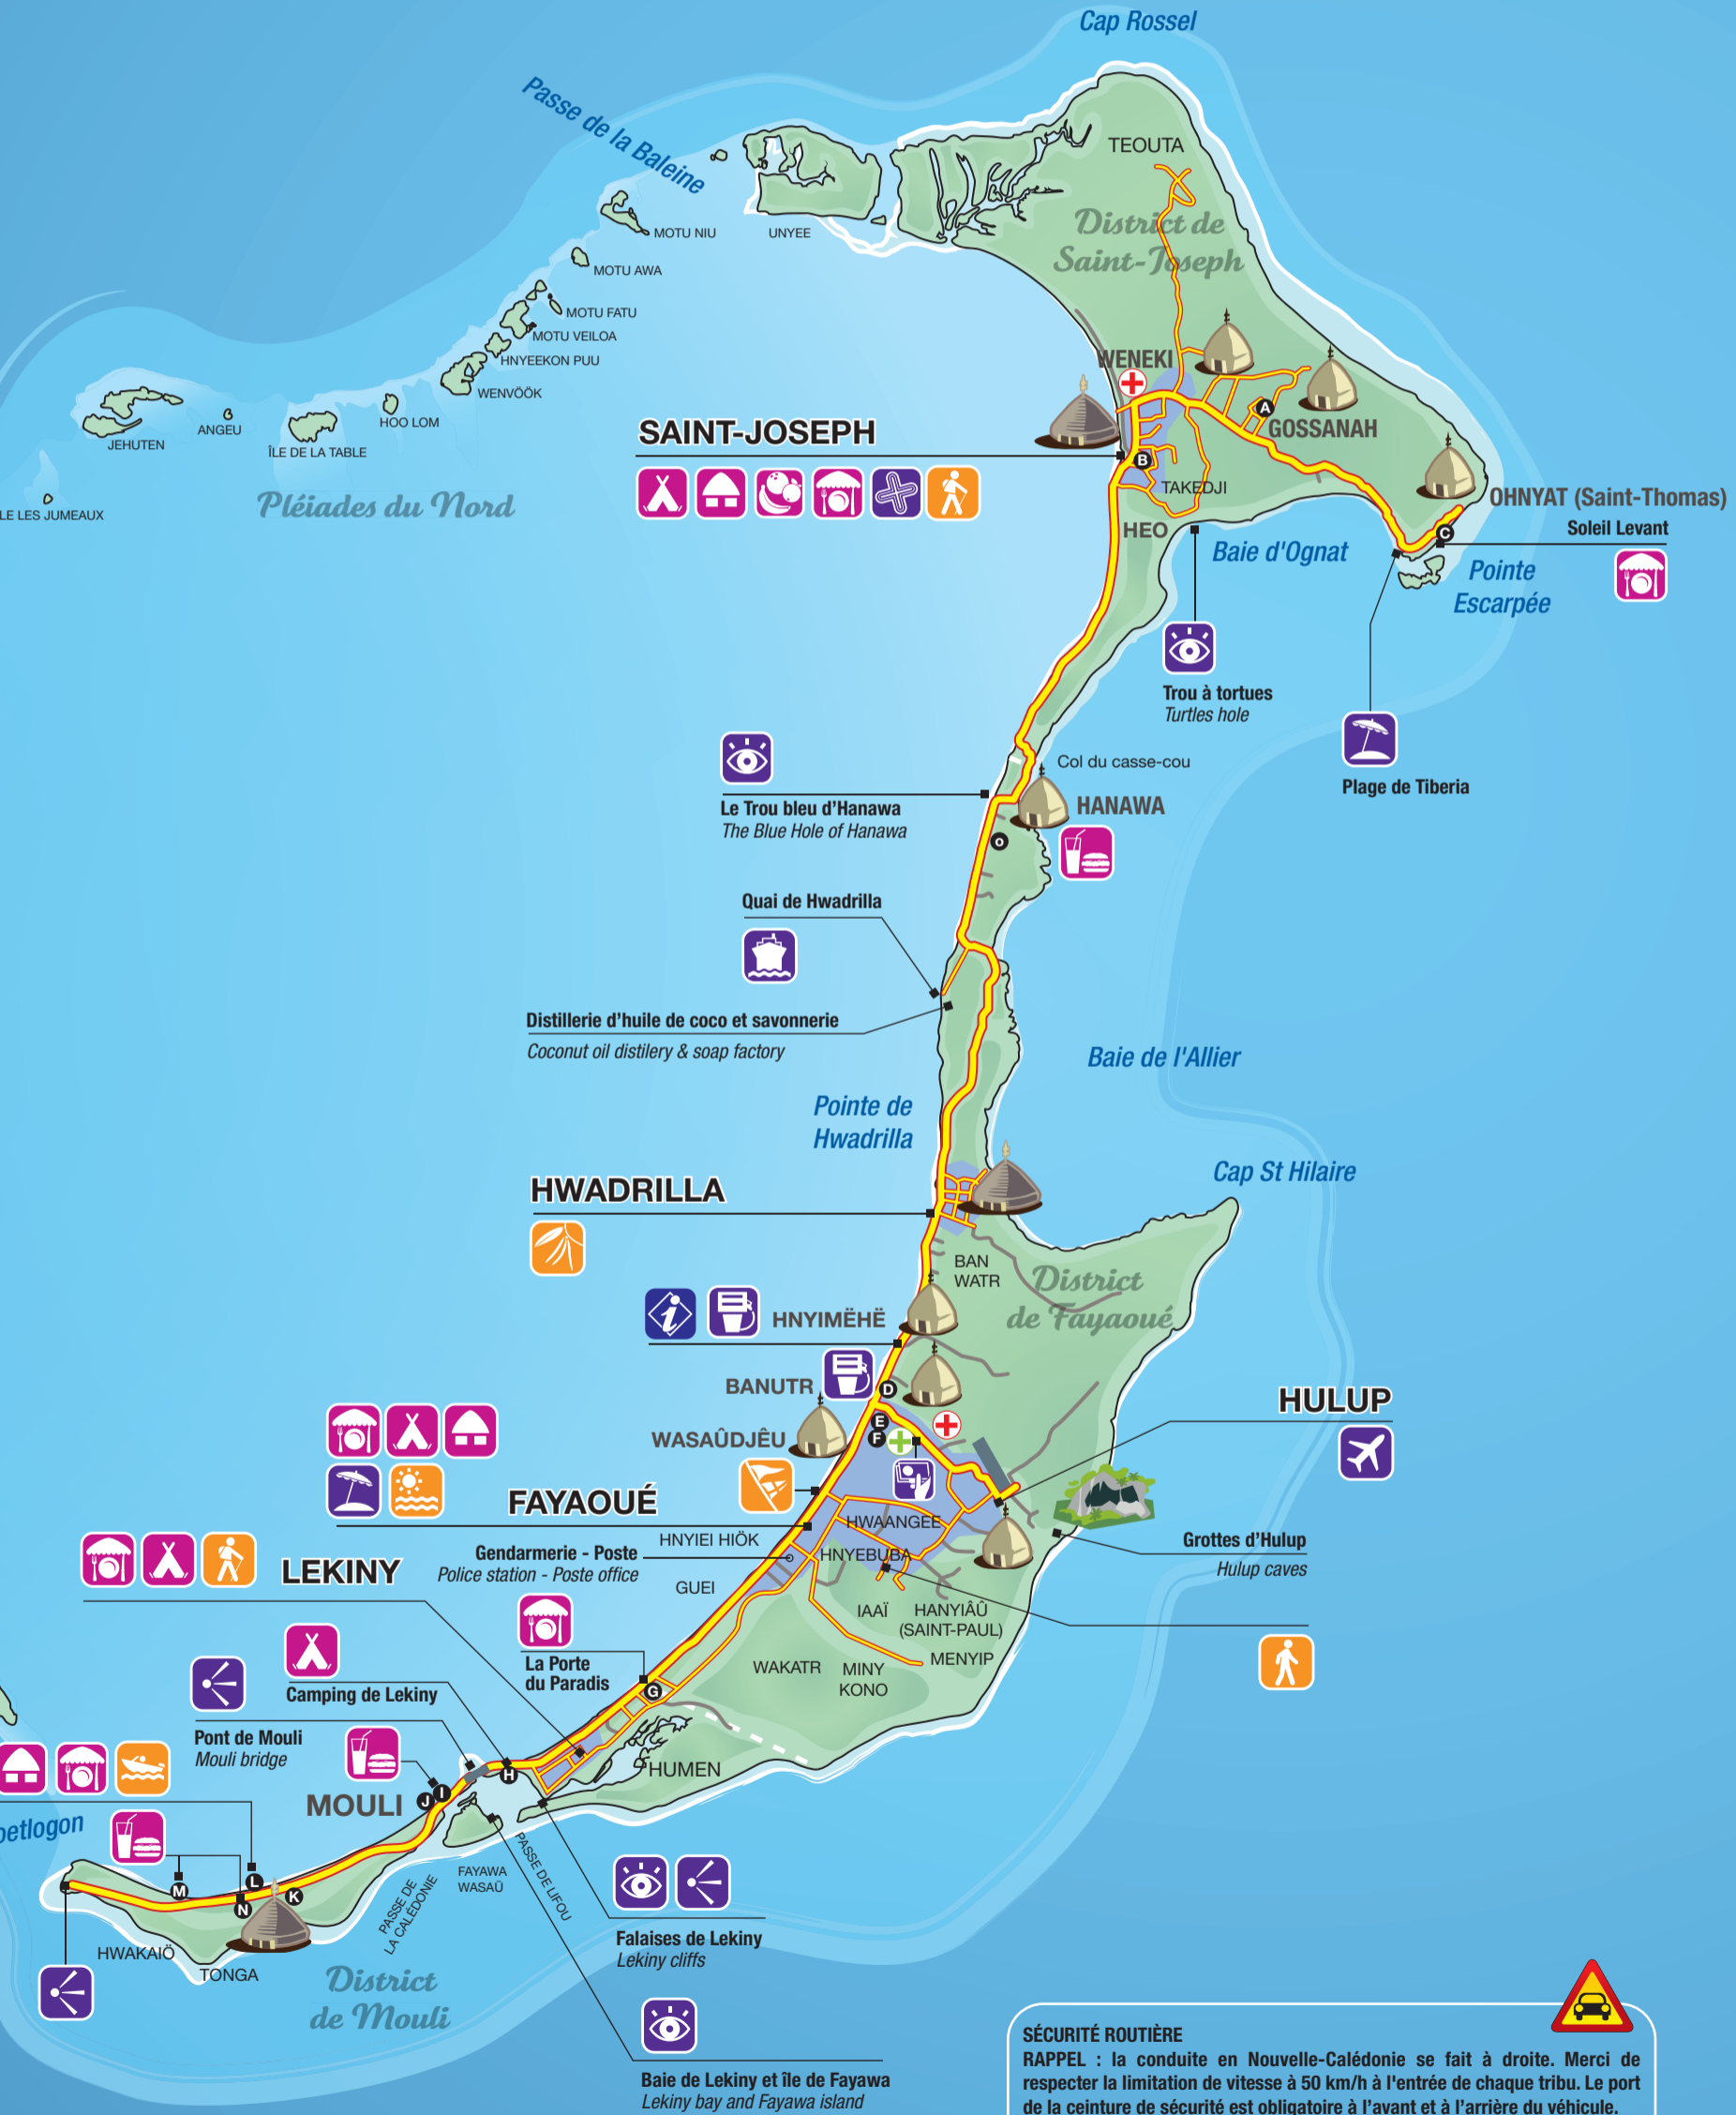 Cap Rossel
Passe de la Baleine
TEOUTA
District de
Saint-Joseph
MOTU NIU
UNYEE
MOTU AWA
MOTU FATU
MOTU VEILOA
HNYEEKON PUU
WENVÖÖK
HOO LOM
ANGEU
JEHUTEN
ÎLE DE LA TABLE
LE LES JUMEAUX
Pléiades du Nord
WENEKI
A
GOSSANAH
SAINT-JOSEPH
B
TAKEDJI
HEO
OHNYAT (Saint-Thomas)
Soleil Levant
C
Baie d'Ognat
Pointe
Escarpée
Trou à tortues
Turtles hole
Plage de Tiberia
Col du casse-cou
HANAWA
Le Trou bleu d'Hanawa
The Blue Hole of Hanawa
O
Quai de Hwadrilla
Distillerie d'huile de coco et savonnerie
Coconut oil distilery & soap factory
Baie de l'Allier
Pointe de
Hwadrilla
Cap St Hilaire
HWADRILLA
BAN
WATR
District
de Fayaoué
i
HNYIMËHË
BANUTR
D
E
F
WASAÛDJÊU
HULUP
FAYAOUÉ
HWAANGEE
HNYIEI HIÖK
HNYEBUBA
Grottes d'Hulup
Hulup caves
Gendarmerie - Poste
Police station - Poste office
LEKINY
GUEI
IAAÏ
HANYIÂÛ
(SAINT-PAUL)
MENYIP
WAKATR
MINY
KONO
La Porte
du Paradis
G
Camping de Lekiny
Pont de Mouli
Mouli bridge
HUMEN
H
I
J
MOULI
petlogon
FAYAWA
WASAÜ
PASSE DE LIFOU
PASSE DE
LA CALÉDONIE
L
M
K
N
HWAKAIÖ
TONGA
District
de Mouli
Falaises de Lekiny
Lekiny cliffs
Baie de Lekiny et île de Fayawa
Lekiny bay and Fayawa island
SÉCURITÉ ROUTIÈRE
RAPPEL : la conduite en Nouvelle-Calédonie se fait à droite. Merci de
respecter la limitation de vitesse à 50 km/h à l'entrée de chaque tribu. Le port
de la ceinture de sécurité est obligatoire à l'avant et à l'arrière du véhicule.